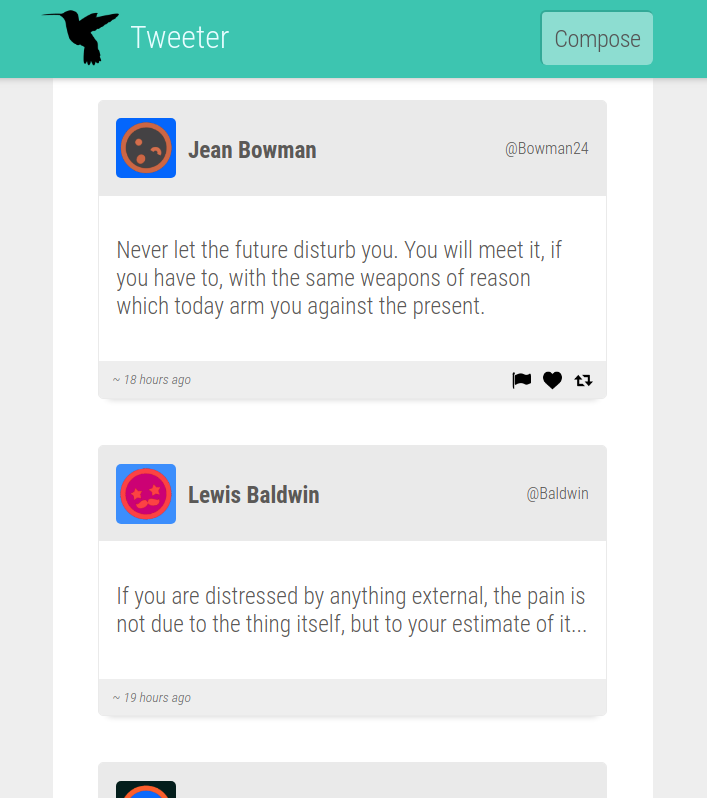 Tweeter
Compose
Jean Bowman
@Bowman24
Never let the future disturb you. You will meet it, if
you have to, with the same weapons of reason
which today arm you against the present.
~ 18 hours ago
Lewis Baldwin
@Baldwin
If you are distressed by anything external, the pain is
not due to the thing itself, but to your estimate of it...
~ 19 hours ago